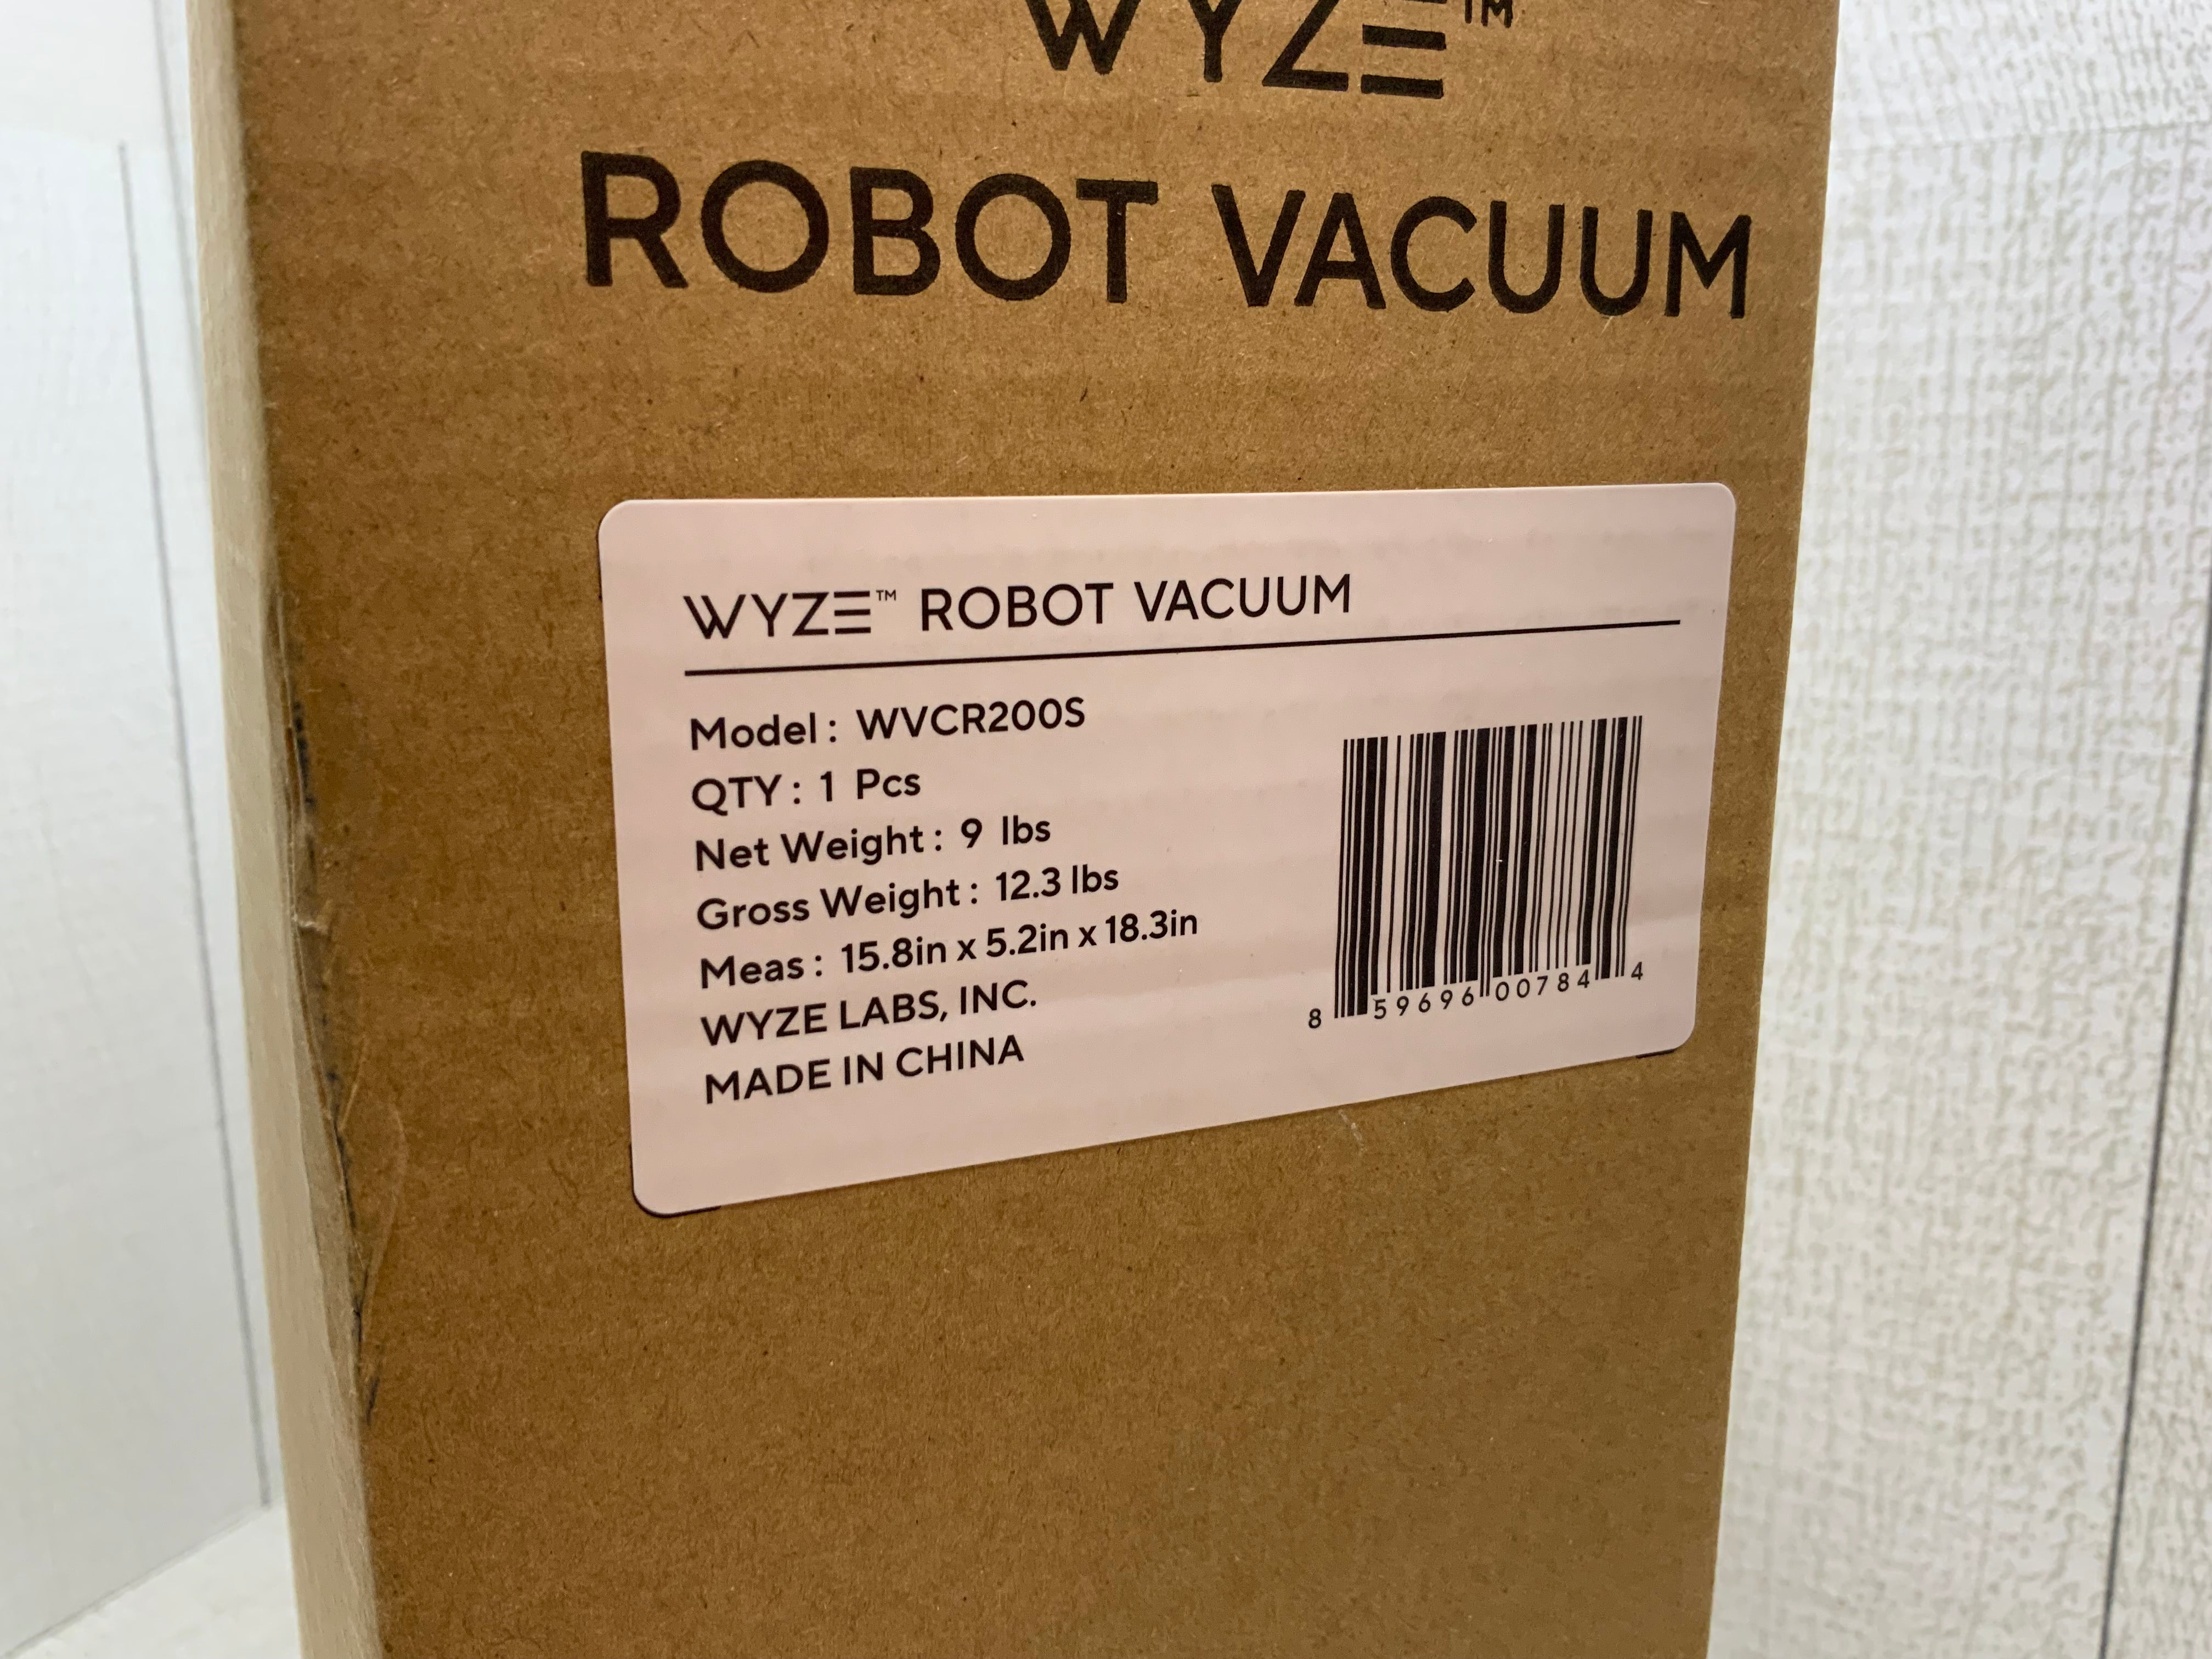 WYZE™
ROBOT VACUUM
WYZE™ ROBOT VACUUM
Model : WVCR200S
QTY : 1 Pcs
Net Weight : 9 lbs
Gross Weight : 12.3 lbs
Meas : 15.8in x 5.2in x 18.3in
WYZE LABS, INC.
MADE IN CHINA
8 59696 00784 4